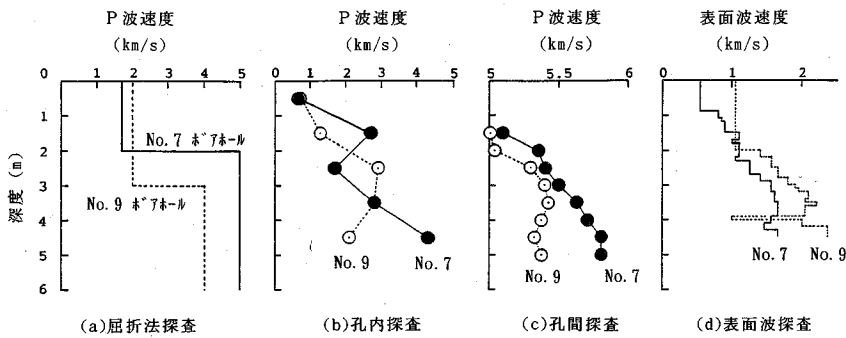 P波速度
(km/s)
0 1 2 3 4 5
深度(m)
1
2
3
4
5
6
No.7 ボアホール
No.9 ボアホール
(a)屈折法探査
P波速度
(km/s)
0 1 2 3 4 5
No.9
No.7
(b)孔内探査
P波速度
(km/s)
5 5.5 6
No.9
No.7
(c)孔間探査
表面波速度
(km/s)
0 1 2
No.7
No.9
(d)表面波探査